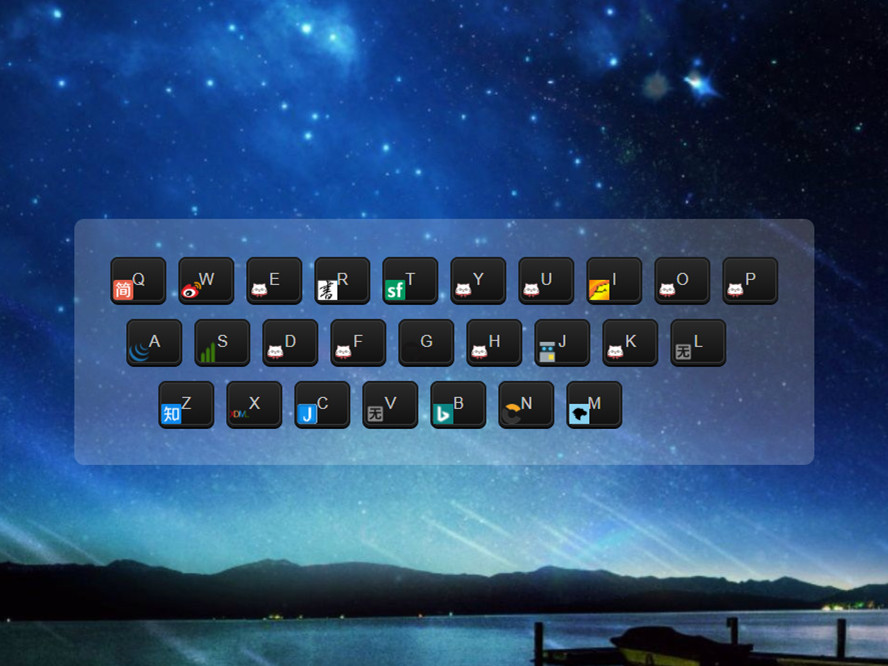 Q W E R T Y U I O P
简 書 sf
A S D F G H J K L
无
Z X C V B N M
知 J 无 b